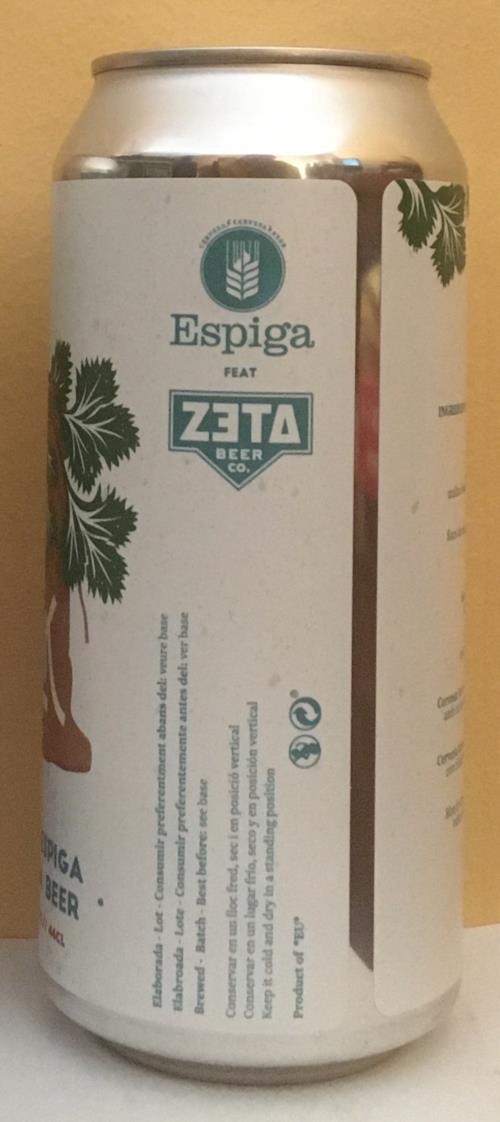 Espiga
FEAT
ZETA
BEER
CO.
Elaborada - Lot - Consumir preferentment abans del: veure base
Elabroada - Lote - Consumir preferentemente antes del: ver base
Brewed - Batch - Best before: see base
Conservar en un lloc fred, sec i en posició vertical
Conservar en un lugar frío, seco y en posición vertical
Keep it cold and dry in a standing position
Product of "EU"
BEER
44CL